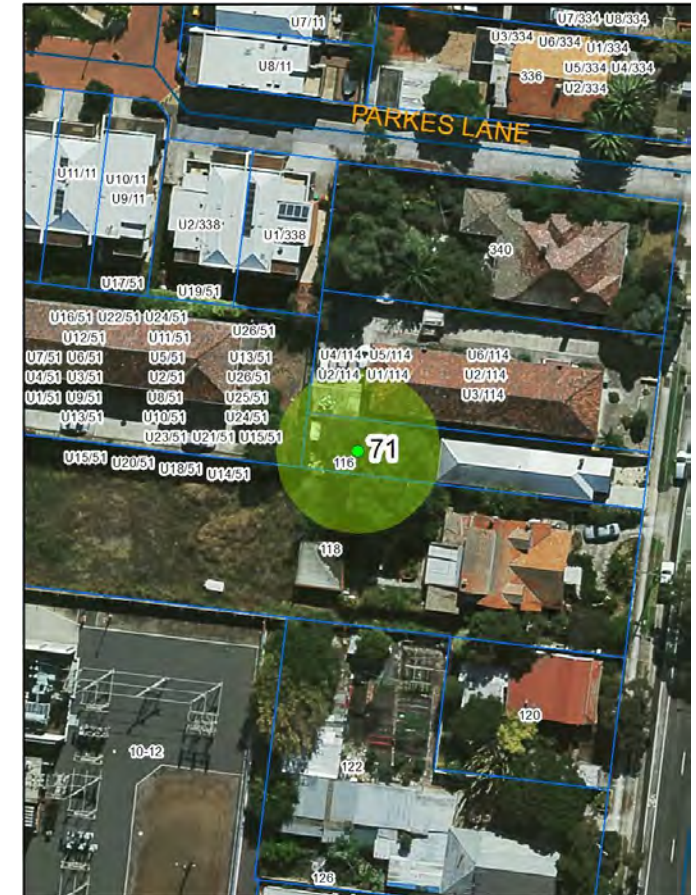 U7/11
U7/334 U8/334
U3/334 U6/334 U1/334
U8/11
336 U5/334 U4/334
U2/334
PARKES LANE
U11/11 U10/11
U9/11
U2/338 U1/338
340
U17/51 U19/51
U16/51 U22/51 U24/51
U12/51 U11/51 U26/51
U7/51 U6/51 U5/51 U13/51
U4/51 U3/51 U2/51 U26/51
U1/51 U9/51 U8/51 U25/51
U13/51 U10/51 U24/51
U23/51 U21/51 U15/51
U15/51 U20/51 U18/51 U14/51
U4/114 U5/114 U6/114
U2/114 U1/114 U2/114
U3/114
71
116
118
120
10-12
122
126